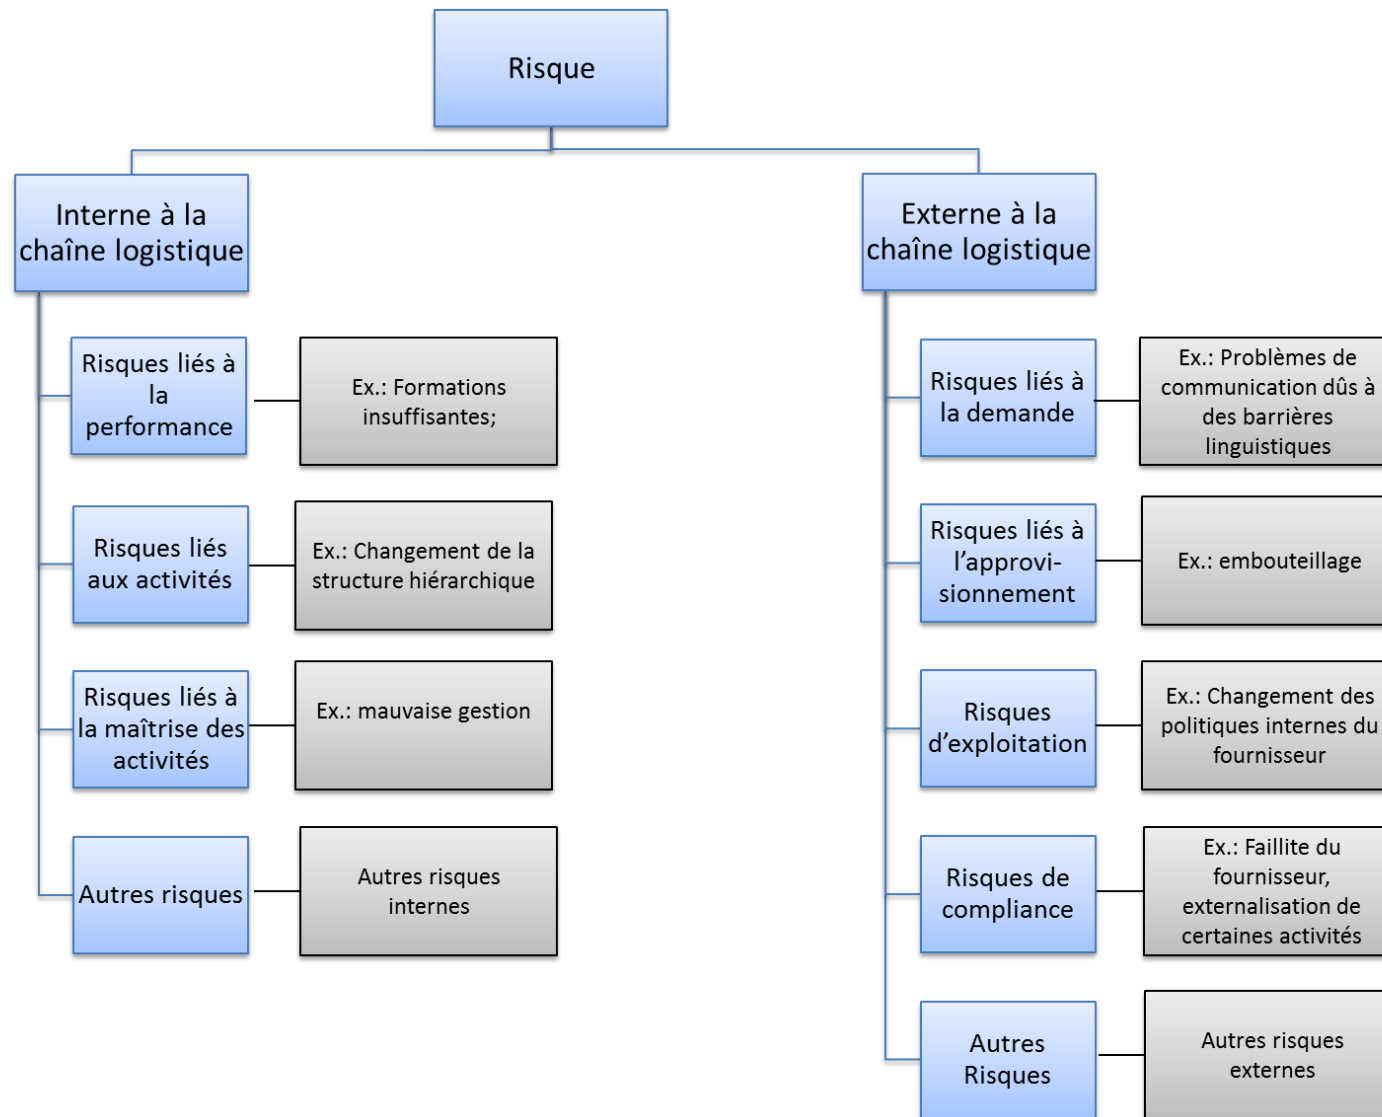 Risque
Interne à la
chaîne logistique
Externe à la
chaîne logistique
Risques liés à
la
performance
Ex.: Formations
insuffisantes;
Risques liés
aux activités
Ex.: Changement de la
structure hiérarchique
Risques liés à
la maîtrise des
activités
Ex.: mauvaise gestion
Autres risques
Autres risques
internes
Risques liés à
la demande
Ex.: Problèmes de
communication dûs à
des barrières
linguistiques
Risques liés à
l’approvi-
sionnement
Ex.: embouteillage
Risques
d’exploitation
Ex.: Changement des
politiques internes du
fournisseur
Risques de
compliance
Ex.: Faillite du
fournisseur,
externalisation de
certaines activités
Autres
Risques
Autres risques
externes